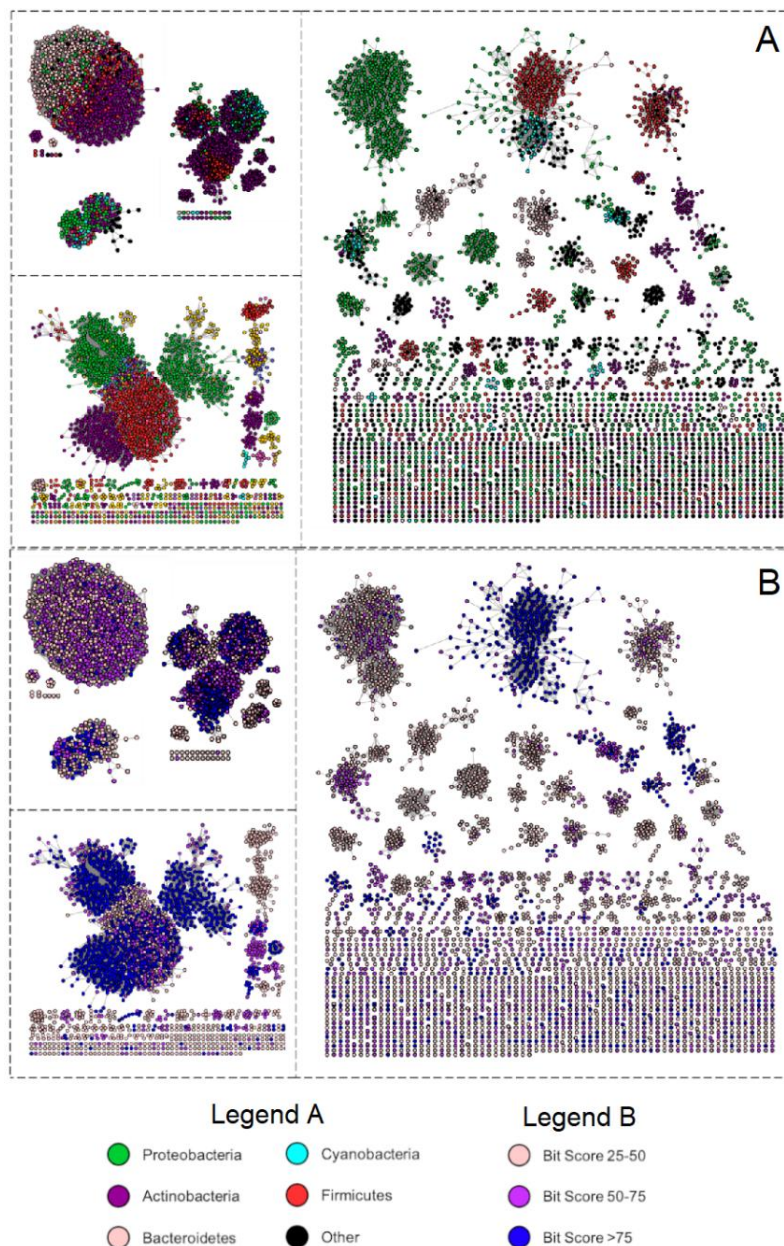 A
B
Legend A
Legend B
Proteobacteria
Cyanobacteria
Bit Score 25-50
Actinobacteria
Firmicutes
Bit Score 50-75
Bacteroidetes
Other
Bit Score >75